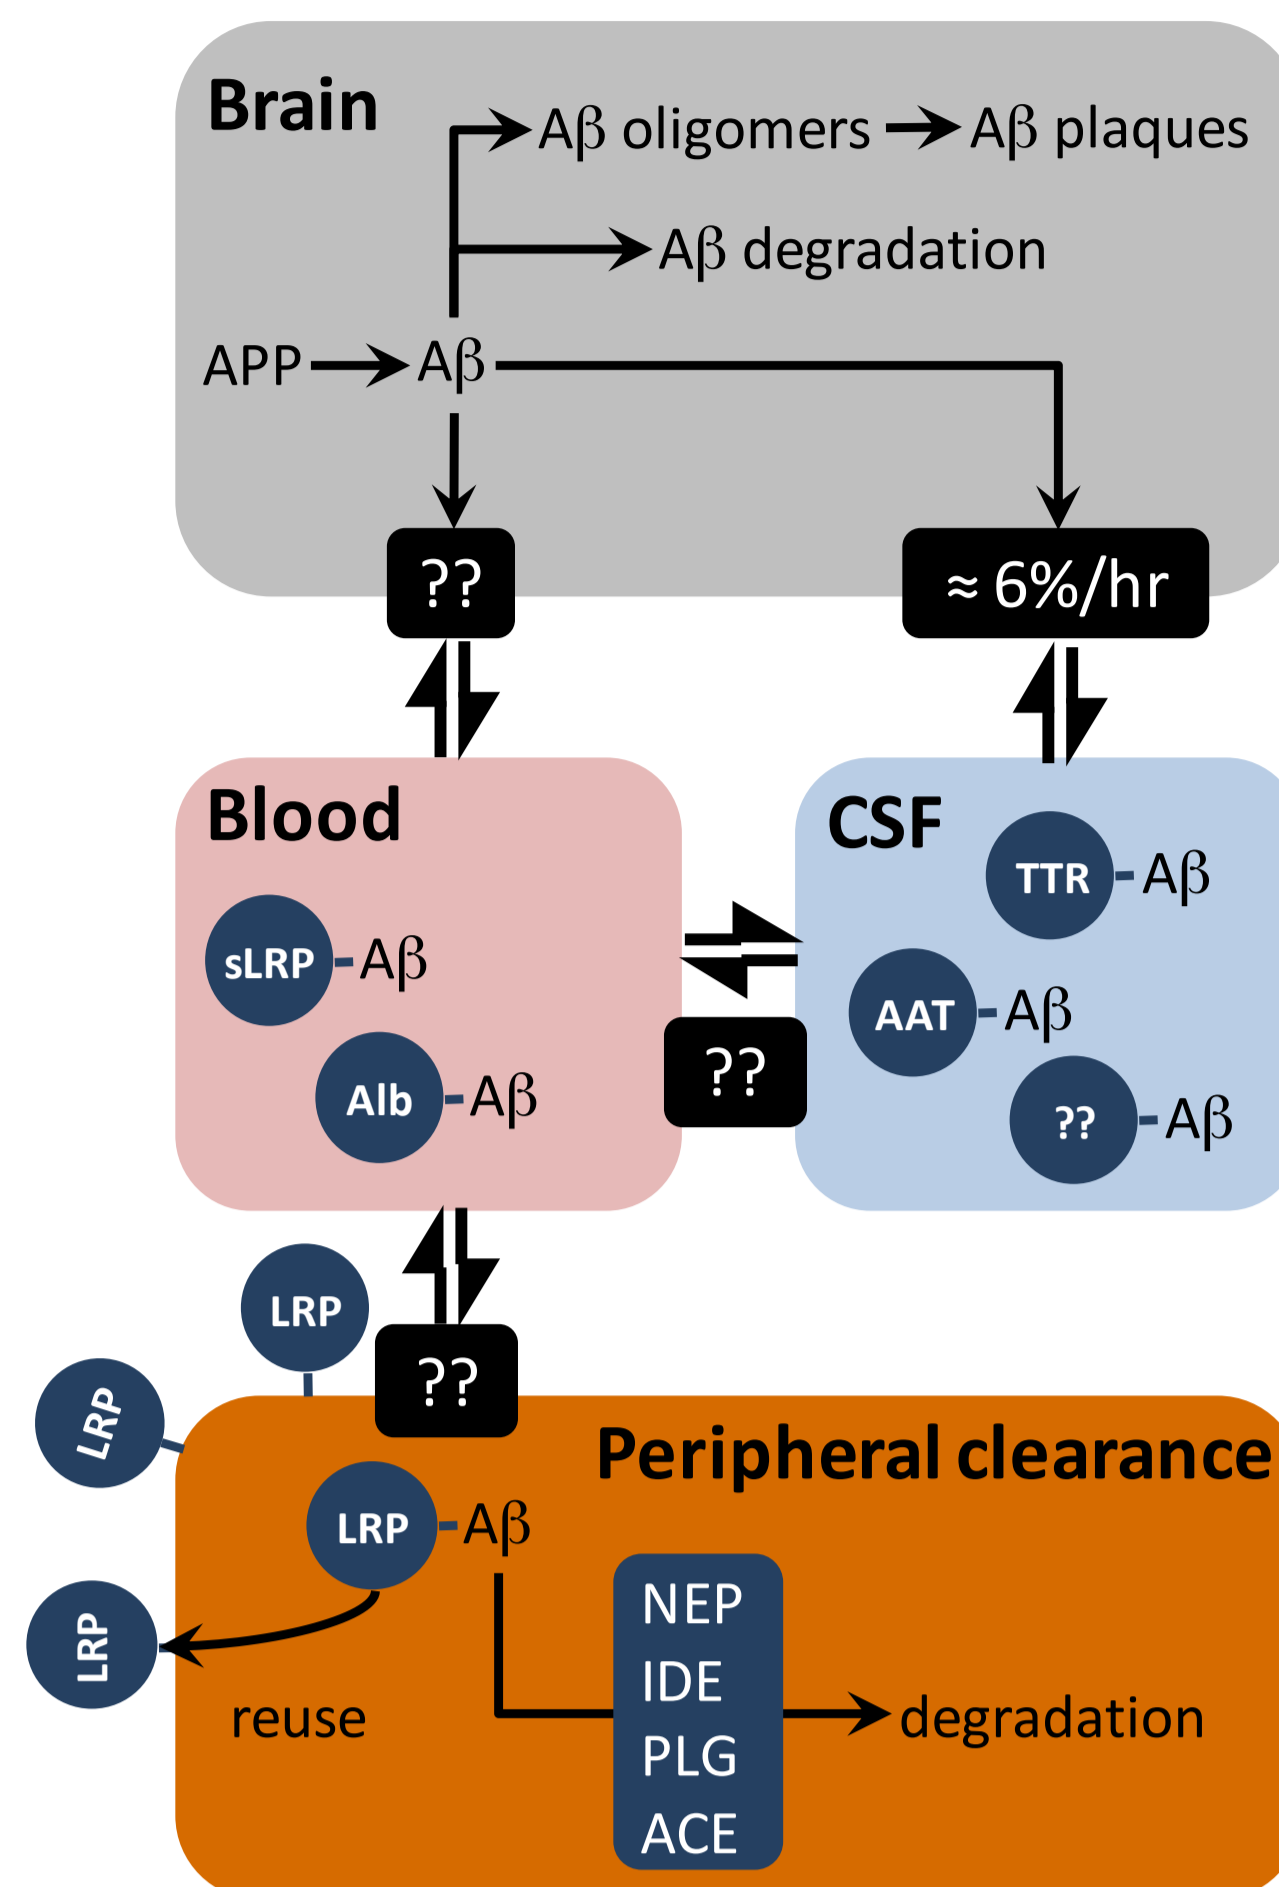 Brain
Aβ oligomers
Aβ plaques
Aβ degradation
APP
Aβ
??
≈ 6%/hr
Blood
CSF
TTR
Aβ
sLRP
Aβ
AAT
Aβ
??
Alb
Aβ
??
Aβ
LRP
??
LRP
Peripheral clearance
LRP
Aβ
NEP
IDE
PLG
ACE
LRP
reuse
degradation